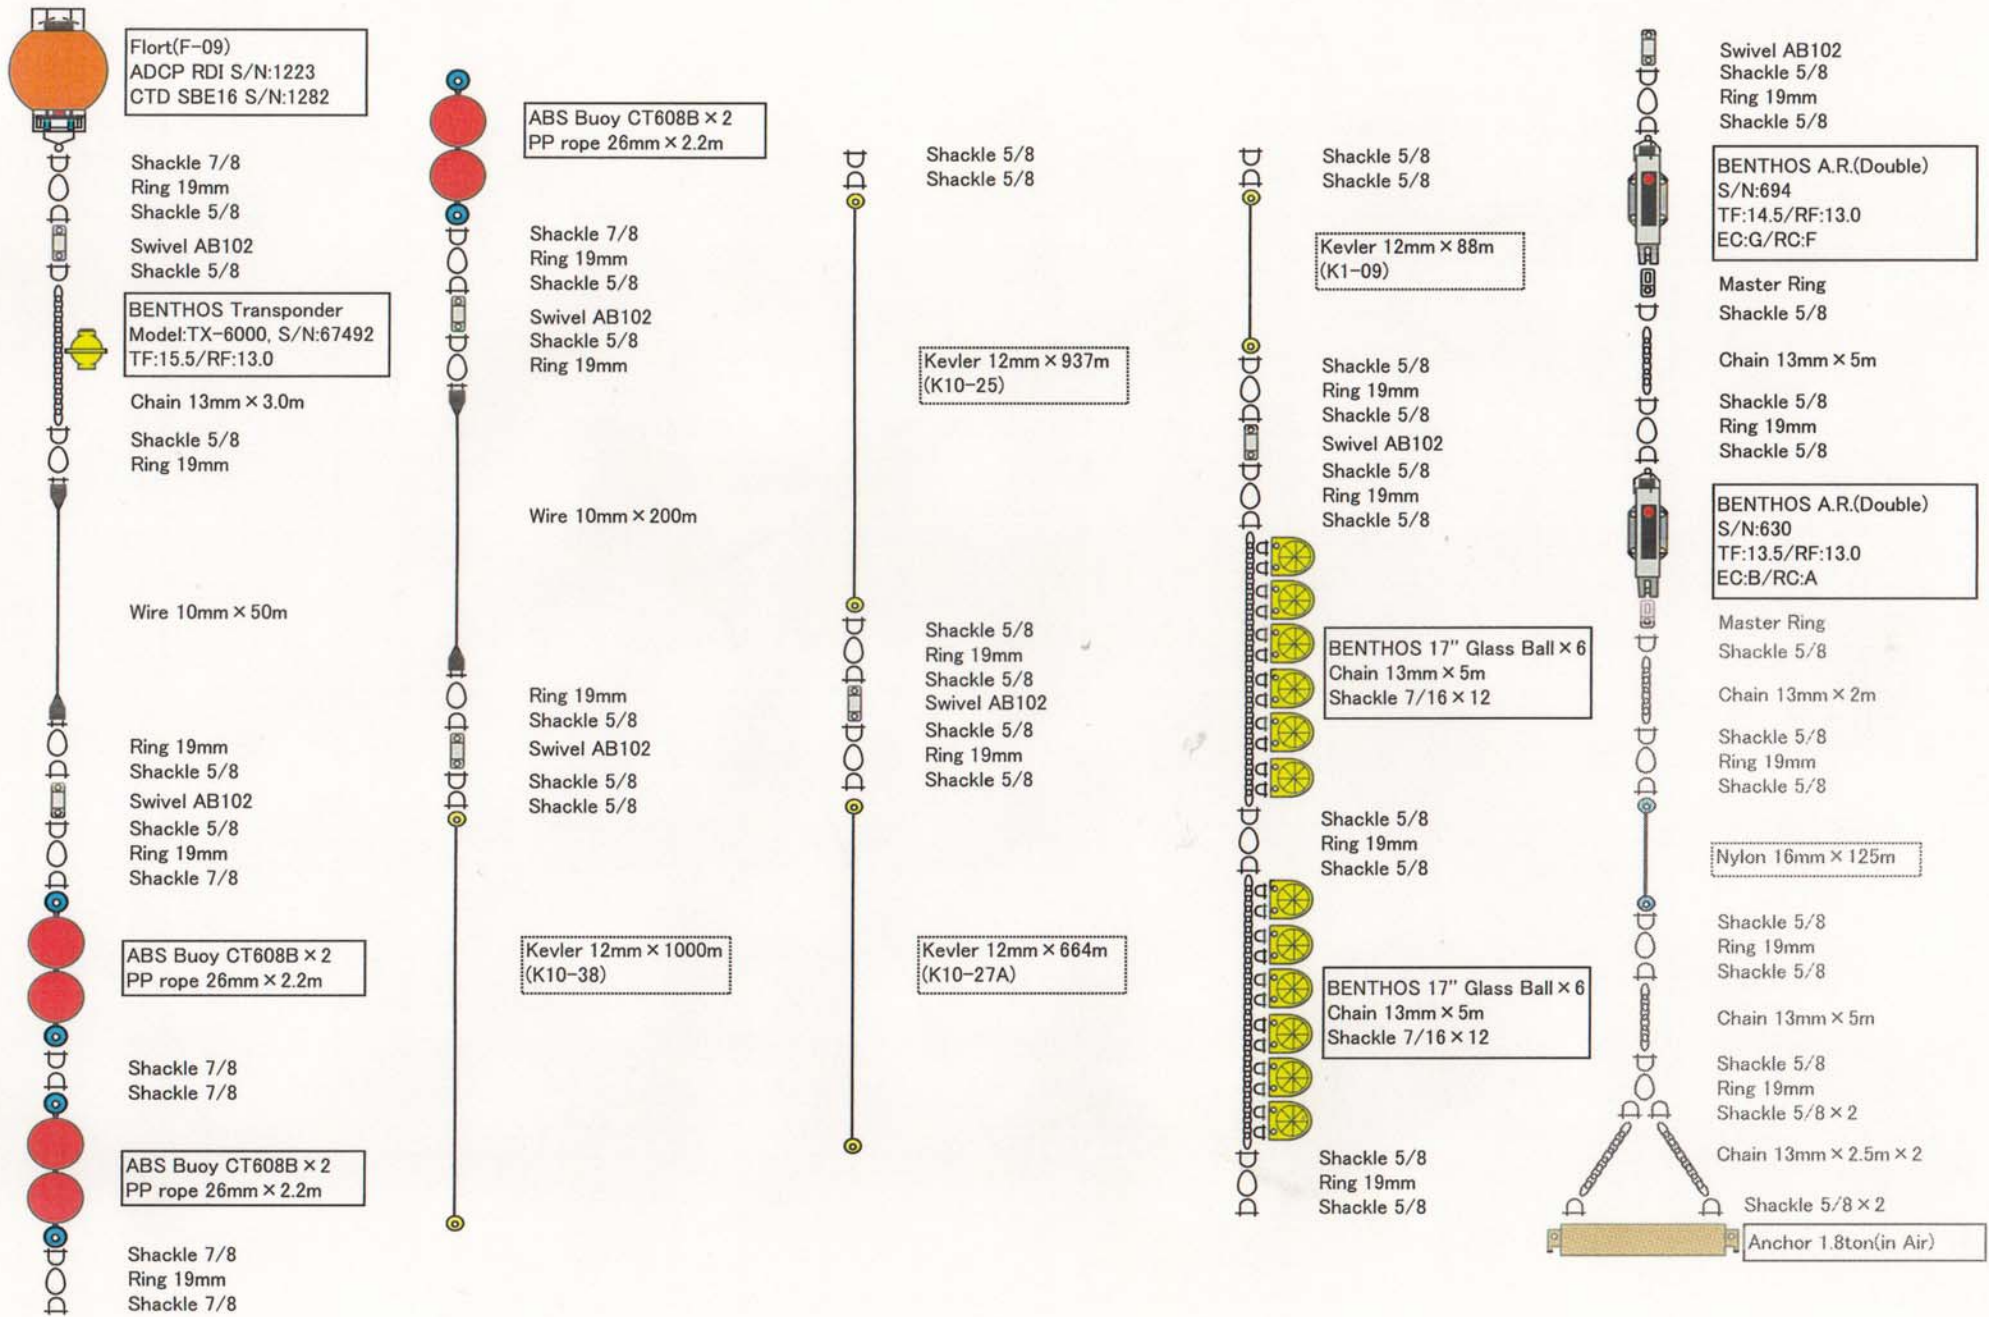 Flort(F-09)
ADCP RDI S/N:1223
CTD SBE16 S/N:1282
Shackle 7/8
Ring 19mm
Shackle 5/8
Swivel AB102
Shackle 5/8
BENTHOS Transponder
Model:TX-6000, S/N:67492
TF:15.5/RF:13.0
Chain 13mm × 3.0m
Shackle 5/8
Ring 19mm
Wire 10mm × 50m
Ring 19mm
Shackle 5/8
Swivel AB102
Shackle 5/8
Ring 19mm
Shackle 7/8
ABS Buoy CT608B × 2
PP rope 26mm × 2.2m
Shackle 7/8
Shackle 7/8
ABS Buoy CT608B × 2
PP rope 26mm × 2.2m
Shackle 7/8
Ring 19mm
Shackle 7/8
ABS Buoy CT608B × 2
PP rope 26mm × 2.2m
Shackle 7/8
Ring 19mm
Shackle 5/8
Swivel AB102
Shackle 5/8
Ring 19mm
Wire 10mm × 200m
Ring 19mm
Shackle 5/8
Swivel AB102
Shackle 5/8
Shackle 5/8
Kevler 12mm × 1000m
(K10-38)
Shackle 5/8
Shackle 5/8
Kevler 12mm × 937m
(K10-25)
Shackle 5/8
Ring 19mm
Shackle 5/8
Swivel AB102
Shackle 5/8
Ring 19mm
Shackle 5/8
Kevler 12mm × 664m
(K10-27A)
Shackle 5/8
Shackle 5/8
Kevler 12mm × 88m
(K1-09)
Shackle 5/8
Ring 19mm
Shackle 5/8
Swivel AB102
Shackle 5/8
Ring 19mm
Shackle 5/8
BENTHOS 17" Glass Ball × 6
Chain 13mm × 5m
Shackle 7/16 × 12
Shackle 5/8
Ring 19mm
Shackle 5/8
BENTHOS 17" Glass Ball × 6
Chain 13mm × 5m
Shackle 7/16 × 12
Shackle 5/8
Ring 19mm
Shackle 5/8
Swivel AB102
Shackle 5/8
Ring 19mm
Shackle 5/8
BENTHOS A.R.(Double)
S/N:694
TF:14.5/RF:13.0
EC:G/RC:F
Master Ring
Shackle 5/8
Chain 13mm × 5m
Shackle 5/8
Ring 19mm
Shackle 5/8
BENTHOS A.R.(Double)
S/N:630
TF:13.5/RF:13.0
EC:B/RC:A
Master Ring
Shackle 5/8
Chain 13mm × 2m
Shackle 5/8
Ring 19mm
Shackle 5/8
Nylon 16mm × 125m
Shackle 5/8
Ring 19mm
Shackle 5/8
Chain 13mm × 5m
Shackle 5/8
Ring 19mm
Shackle 5/8 × 2
Chain 13mm × 2.5m × 2
Shackle 5/8 × 2
Anchor 1.8ton(in Air)